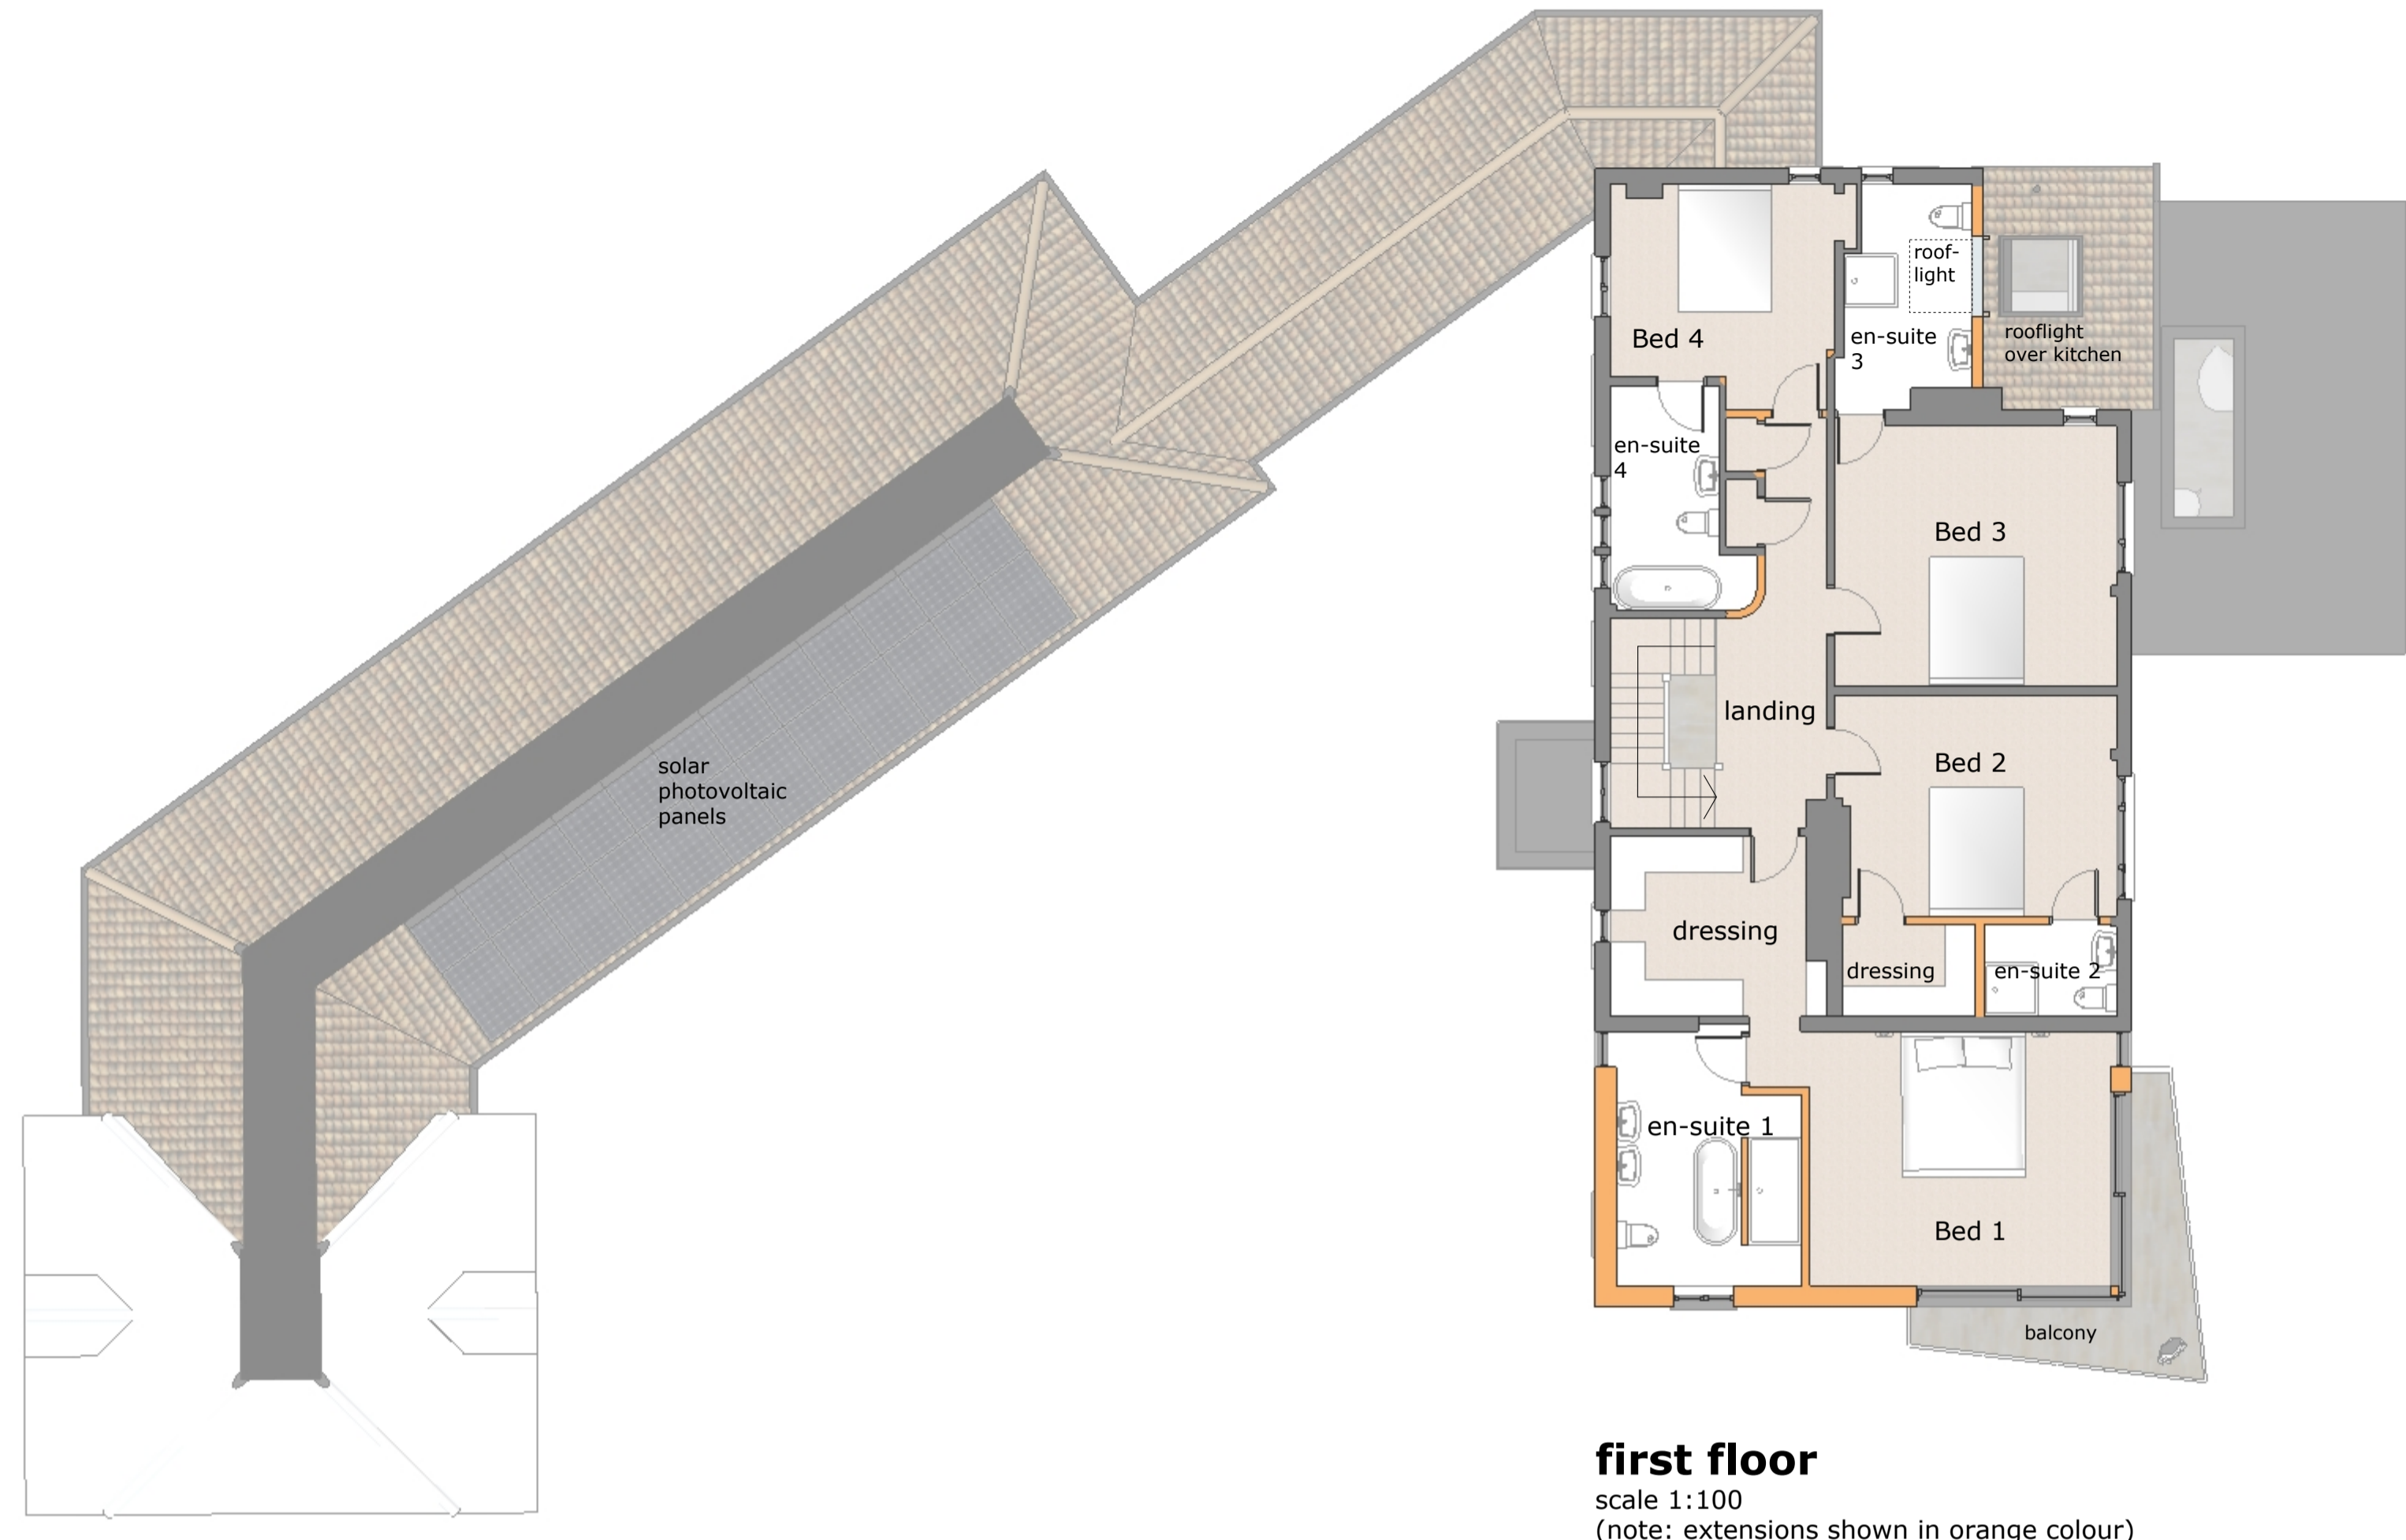 roof-
light
Bed 4
en-suite
3
rooflight
over kitchen
en-suite
4
Bed 3
landing
Bed 2
solar
photovoltaic
panels
dressing
dressing
en-suite 2
en-suite 1
Bed 1
balcony
first floor
scale 1:100
(note: extensions shown in orange colour)